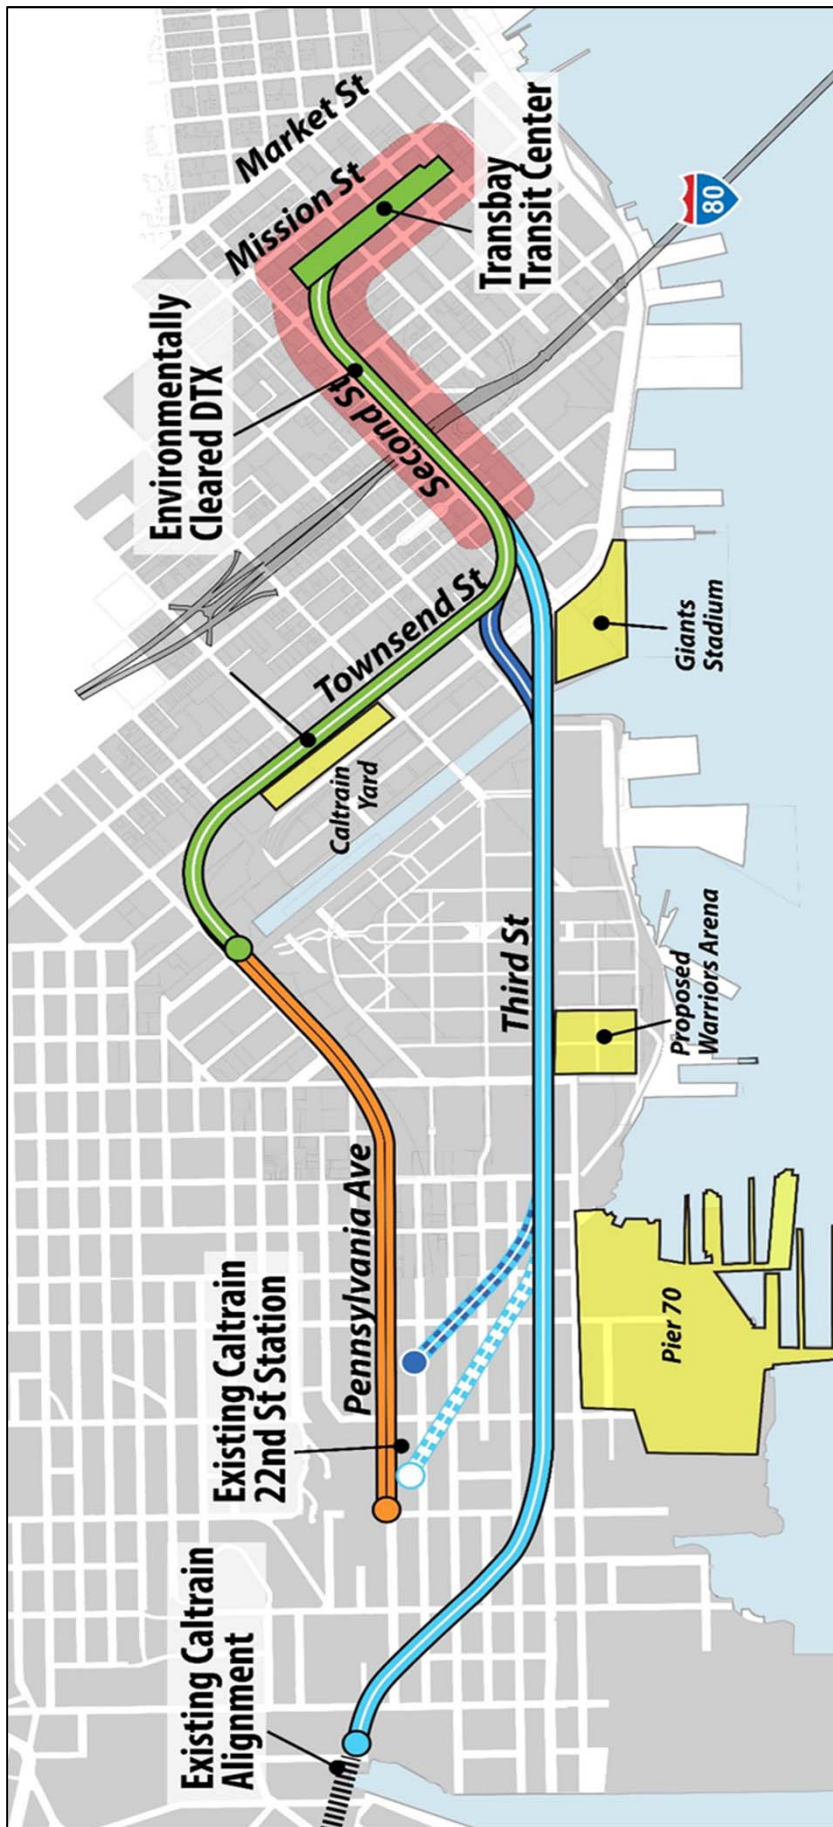 Market St
Mission St
Transbay
Transit Center
80
Environmentally
Cleared DTX
Second St
Townsend St
Giants
Stadium
Caltrain
Yard
Third St
Proposed
Warriors Arena
Pennsylvania Ave
Existing Caltrain
22nd St Station
Pier 70
Existing Caltrain
Alignment